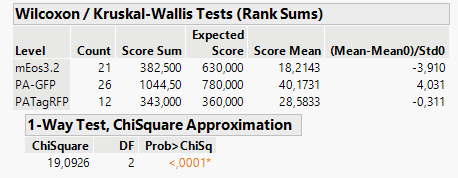 Wilcoxon / Kruskal-Wallis Tests (Rank Sums)
Expected
Level Count Score Sum Score Score Mean (Mean-Mean0)/Std0
mEos3.2 21 382,500 630,000 18,2143 -3,910
PA-GFP 26 1044,50 780,000 40,1731 4,031
PATagRFP 12 343,000 360,000 28,5833 -0,311
1-Way Test, ChiSquare Approximation
ChiSquare DF Prob>ChiSq
19,0926 2 <,0001*